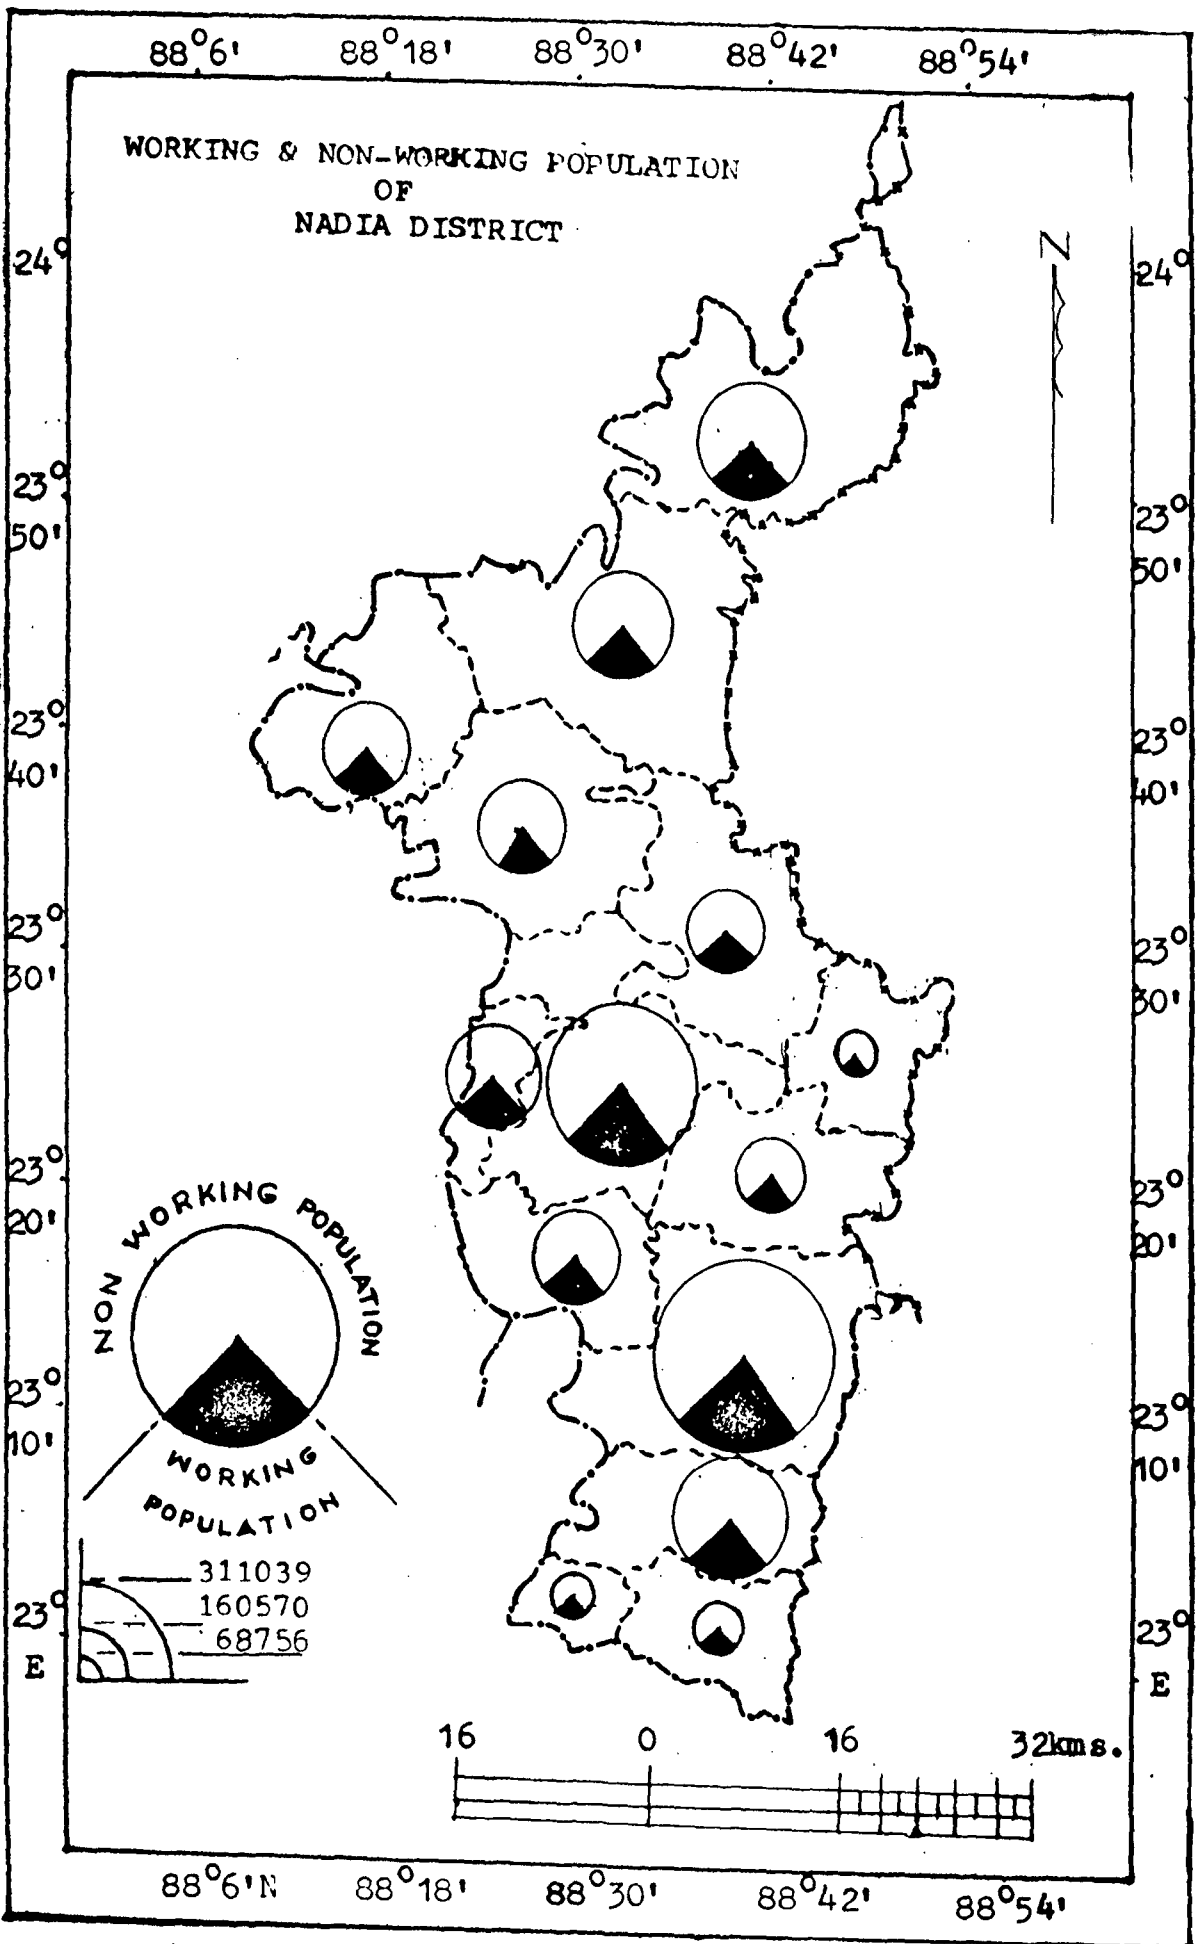 88°6' 88°18' 88°30' 88°42' 88°54'
WORKING & NON-WORKING POPULATION
OF
NADIA DISTRICT
N
24° 24°
23° 23°
50' 50'
23° 23°
40' 40'
23° 23°
30' 30'
23° 23°
20' 20'
NON WORKING POPULATION
23° 23°
10' 10'
WORKING
POPULATION
311039
160570
68756
23° 23°
E E
16 0 16 32kms.
88°6'N 88°18' 88°30' 88°42' 88°54'